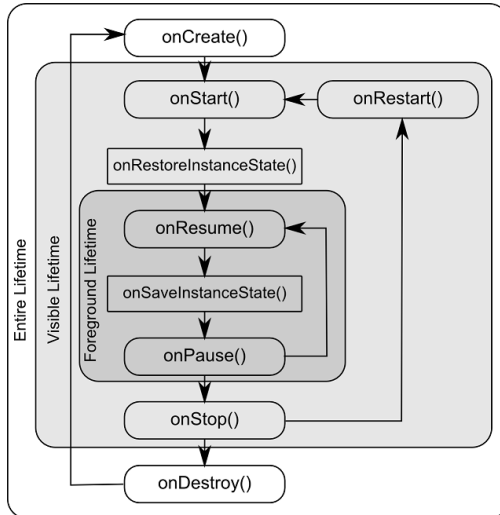 onCreate()
onStart()
onRestart()
onRestoreInstanceState()
onResume()
onSaveInstanceState()
onPause()
onStop()
onDestroy()
Entire Lifetime
Visible Lifetime
Foreground Lifetime